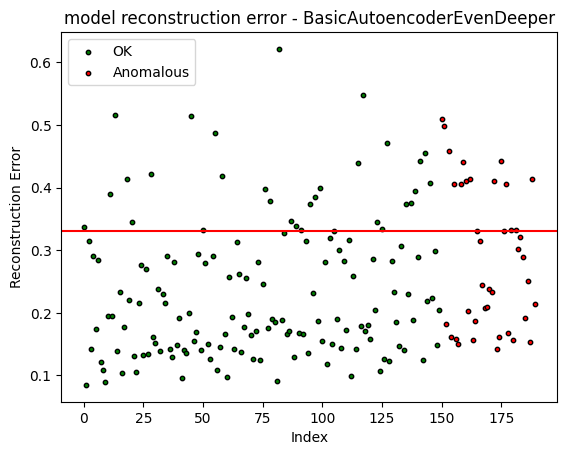 model reconstruction error - BasicAutoencoderEvenDeeper
OK
Anomalous
0.6
0.5
0.4
0.3
0.2
0.1
Reconstruction Error
0 25 50 75 100 125 150 175
Index